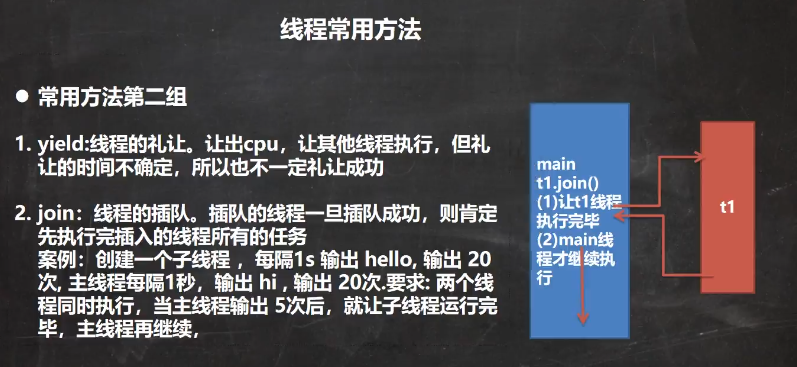 线程常用方法
● 常用方法第二组
1. yield:线程的礼让。让出cpu，让其他线程执行，但礼
让的时间不确定，所以也不一定礼让成功
2. join：线程的插队。插队的线程一旦插队成功，则肯定
先执行完插入的线程所有的任务
案例：创建一个子线程 ，每隔1s 输出 hello, 输出 20
次, 主线程每隔1秒，输出 hi , 输出 20次.要求: 两个线
程同时执行，当主线程输出 5次后，就让子线程运行完
毕，主线程再继续，
main
t1.join()
(1)让t1线程
执行完毕
(2)main线
程才继续执
行
t1